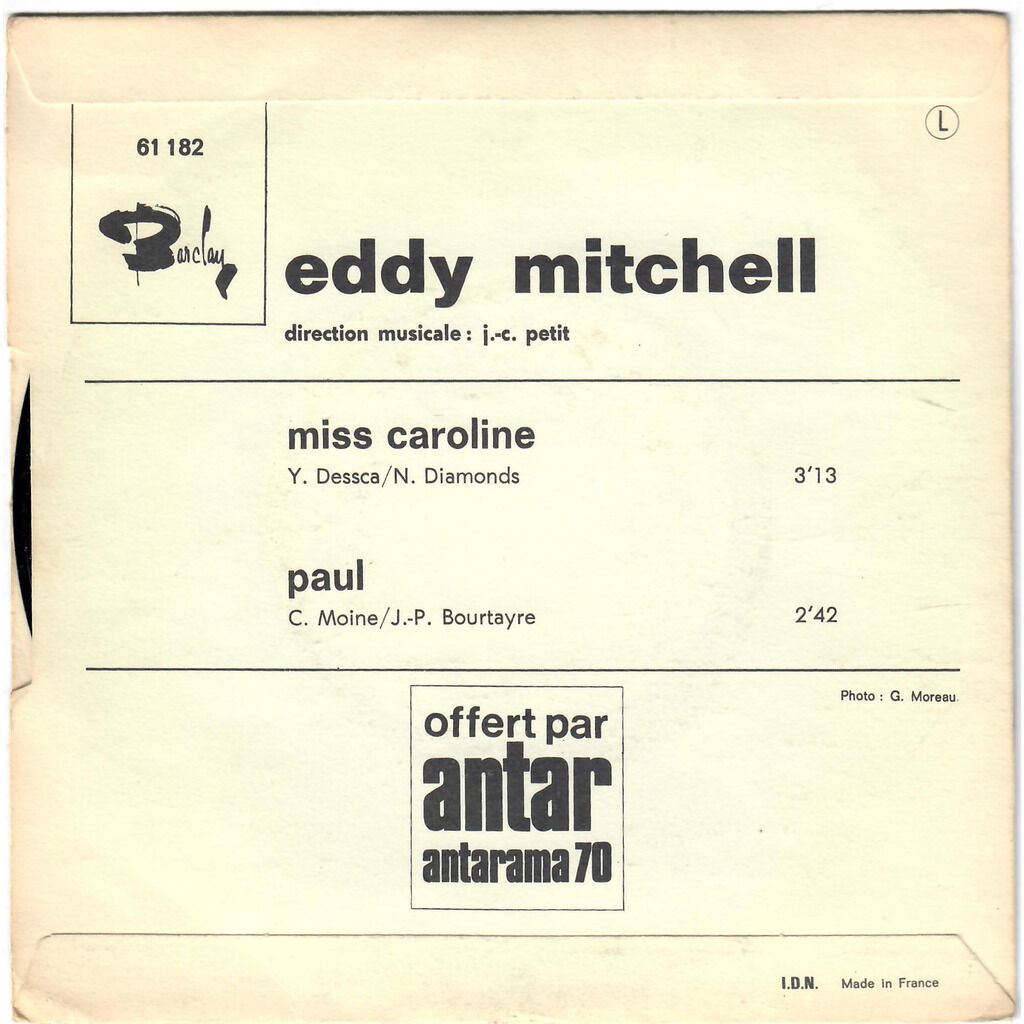 61 182
Barclay
L
eddy mitchell
direction musicale : j.-c. petit
miss caroline
Y. Dessca/N. Diamonds 3'13
paul
C. Moine/J.-P. Bourtayre 2'42
Photo : G. Moreau
offert par
antar
antarama 70
I.D.N. Made in France